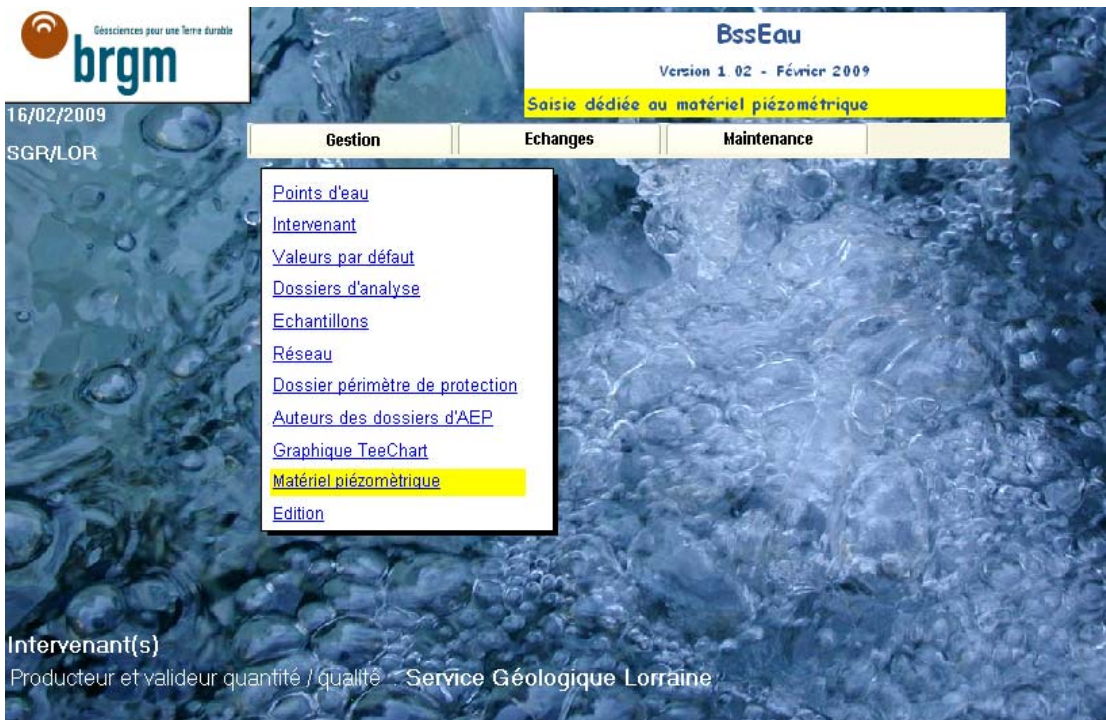 Géosciences pour une Terre durable
brgm
BssEau
Version 1.02 - Février 2009
Saisie dédiée au matériel piézométrique
16/02/2009
SGR/LOR
Gestion Echanges Maintenance
Points d'eau
Intervenant
Valeurs par défaut
Dossiers d'analyse
Echantillons
Réseau
Dossier périmètre de protection
Auteurs des dossiers d'AEP
Graphique TeeChart
Matériel piézomètrique
Edition
Intervenant(s)
Producteur et valideur quantité / qualité : Service Géologique Lorraine